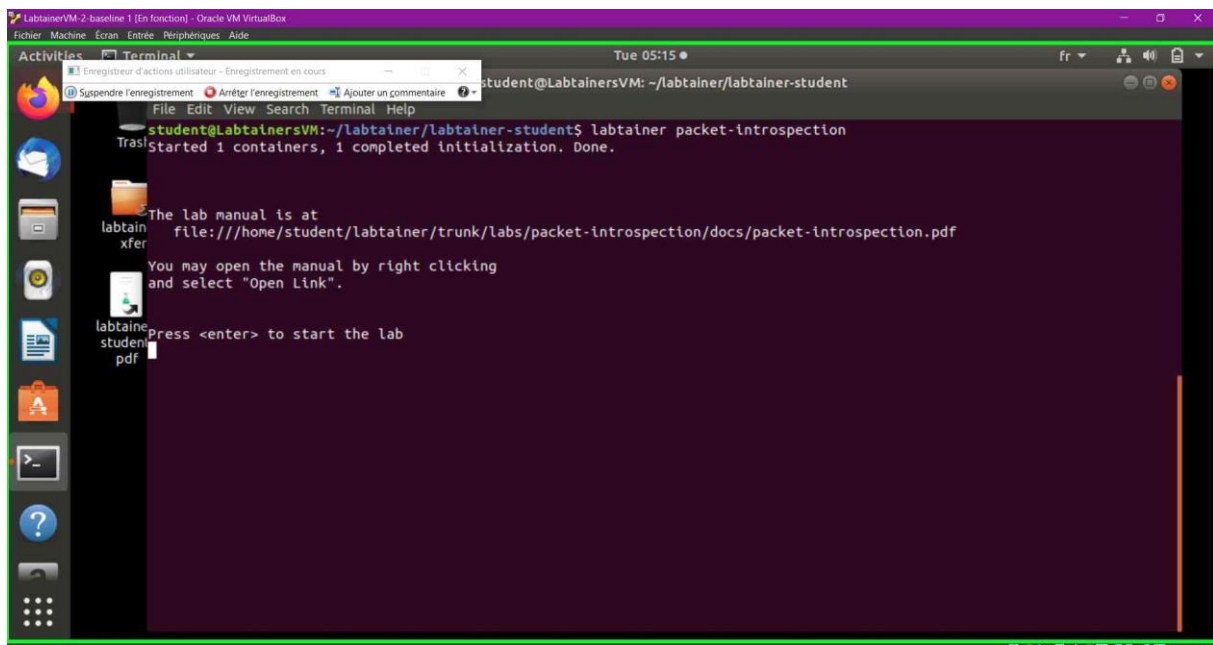 LabtainerVM-2-baseline 1 [En fonction] - Oracle VM VirtualBox
Fichier Machine Écran Entrée Périphériques Aide
Activities Terminal Tue 05:15 fr
Enregistreur d'actions utilisateur - Enregistrement en cours
student@LabtainersVM: ~/labtainer/labtainer-student
Suspendre l'enregistrement Arrêter l'enregistrement Ajouter un commentaire
File Edit View Search Terminal Help
student@LabtainersVM:~/labtainer/labtainer-student$ labtainer packet-introspection
Started 1 containers, 1 completed initialization. Done.
The lab manual is at
file:///home/student/labtainer/trunk/labs/packet-introspection/docs/packet-introspection.pdf
You may open the manual by right clicking
and select "Open Link".
Press <enter> to start the lab
Tras
labtain
xfer
labtaine
studen
pdf